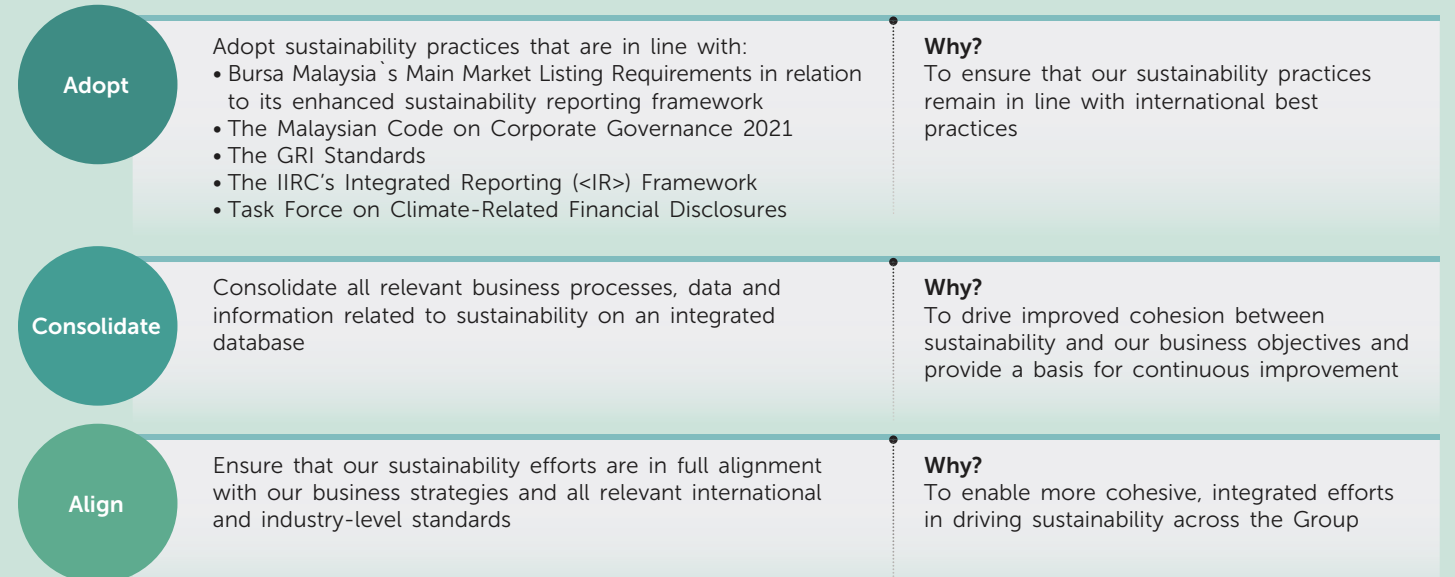 Adopt
Adopt sustainability practices that are in line with:
• Bursa Malaysia`s Main Market Listing Requirements in relation
to its enhanced sustainability reporting framework
• The Malaysian Code on Corporate Governance 2021
• The GRI Standards
• The IIRC’s Integrated Reporting (<IR>) Framework
• Task Force on Climate-Related Financial Disclosures
Why?
To ensure that our sustainability practices
remain in line with international best
practices
Consolidate
Consolidate all relevant business processes, data and
information related to sustainability on an integrated
database
Why?
To drive improved cohesion between
sustainability and our business objectives and
provide a basis for continuous improvement
Align
Ensure that our sustainability efforts are in full alignment
with our business strategies and all relevant international
and industry-level standards
Why?
To enable more cohesive, integrated efforts
in driving sustainability across the Group